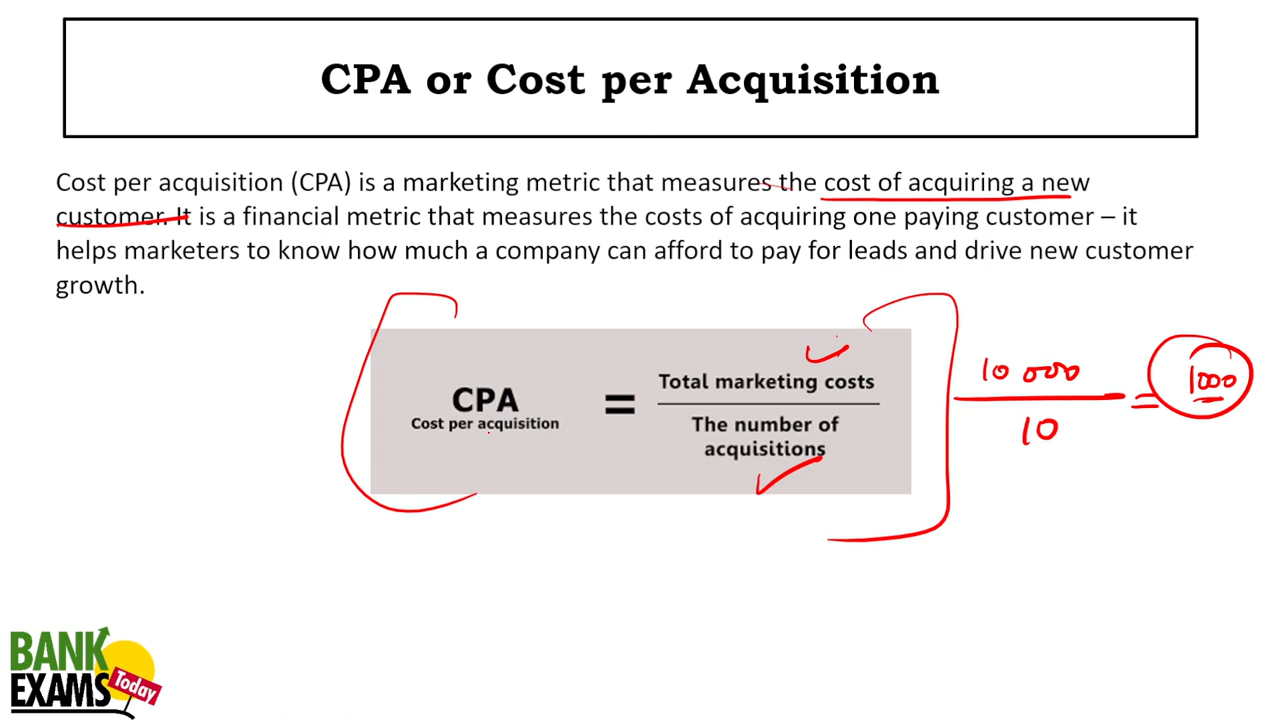 CPA or Cost per Acquisition
Cost per acquisition (CPA) is a marketing metric that measures the cost of acquiring a new
customer. It is a financial metric that measures the costs of acquiring one paying customer – it
helps marketers to know how much a company can afford to pay for leads and drive new customer
growth.
CPA
Cost per acquisition
=
Total marketing costs
The number of
acquisitions
10 000
10
= 1000
BANK
EXAMS
Today